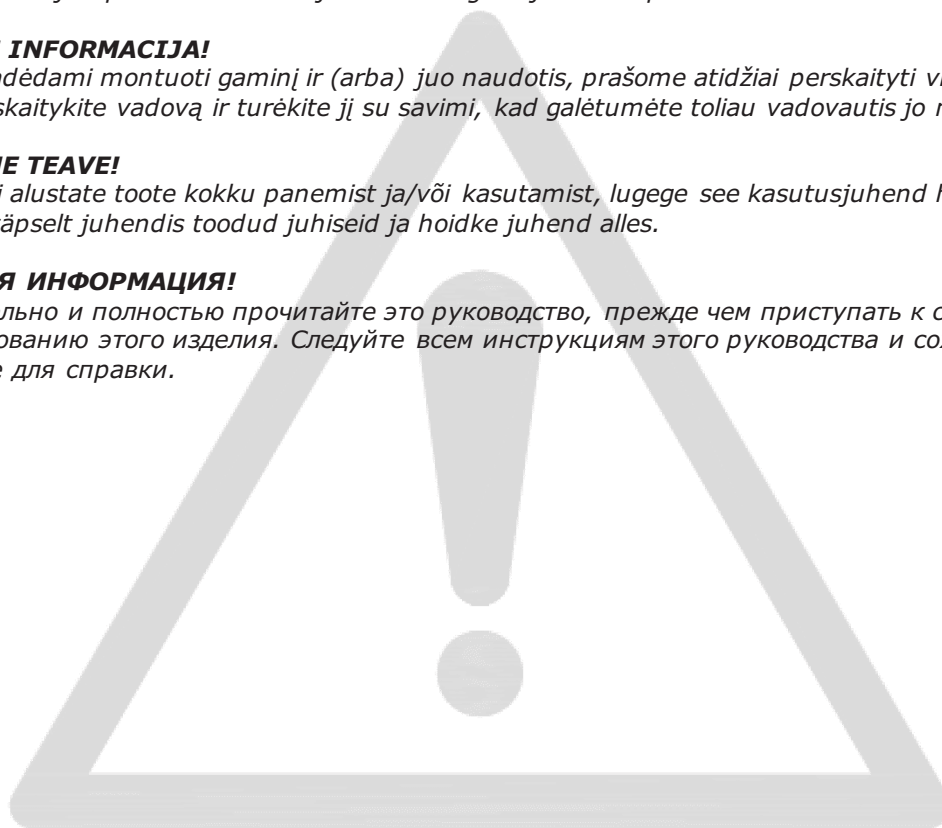 INFORMACIJA!
adėdami montuoti gaminį ir (arba) juo naudotis, prašome atidžiai perskaityti vi
skaitykite vadovą ir turėkite jį su savimi, kad galėtumėte toliau vadovautis jo n
E TEAVE!
i alustate toote kokku panemist ja/või kasutamist, lugege see kasutusjuhend h
äpselt juhendis toodud juhiseid ja hoidke juhend alles.
Я ИНФОРМАЦИЯ!
льно и полностью прочитайте это руководство, прежде чем приступать к с
ованию этого изделия. Следуйте всем инструкциям этого руководства и со
е для справки.